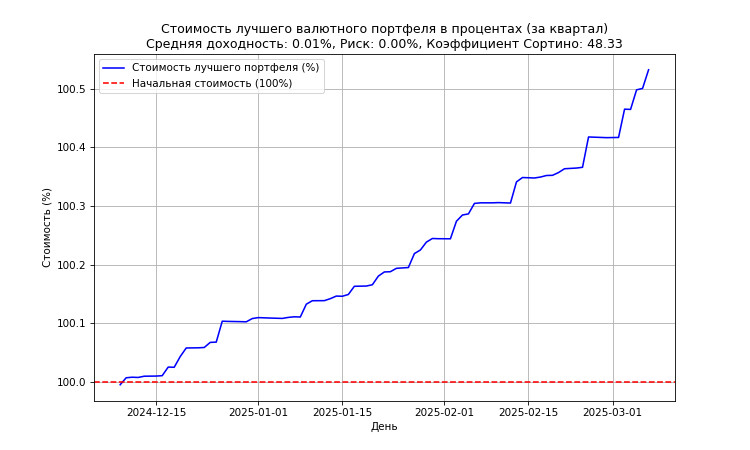 Стоимость лучшего валютного портфеля в процентах (за квартал)
Средняя доходность: 0.01%, Риск: 0.00%, Коэффициент Сортино: 48.33
Стоимость лучшего портфеля (%)
Начальная стоимость (100%)
Стоимость (%)
100.5
100.4
100.3
100.2
100.1
100.0
2024-12-15
2025-01-01
2025-01-15
2025-02-01
2025-02-15
2025-03-01
День